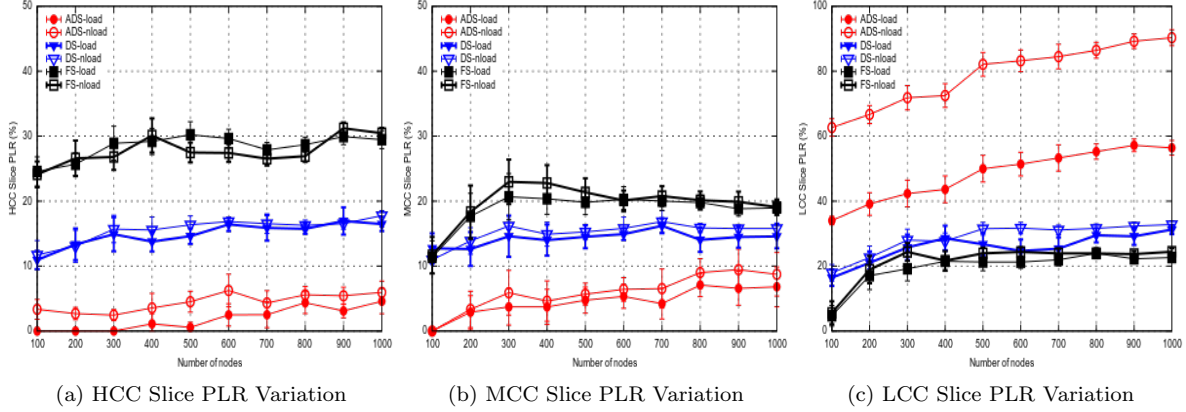 50
40
30
20
10
0
HCC Slice PLR (%)
ADS-load
ADS-nload
DS-load
DS-nload
FS-load
FS-nload
100 200 300 400 500 600 700 800 900 1000
Number of nodes
(a) HCC Slice PLR Variation
50
40
30
20
10
0
MCC Slice PLR (%)
ADS-load
ADS-nload
DS-load
DS-nload
FS-load
FS-nload
100 200 300 400 500 600 700 800 900 1000
Number of nodes
(b) MCC Slice PLR Variation
100
80
60
40
20
0
LCC Slice PLR (%)
ADS-load
ADS-nload
DS-load
DS-nload
FS-load
FS-nload
100 200 300 400 500 600 700 800 900 1000
Number of nodes
(c) LCC Slice PLR Variation